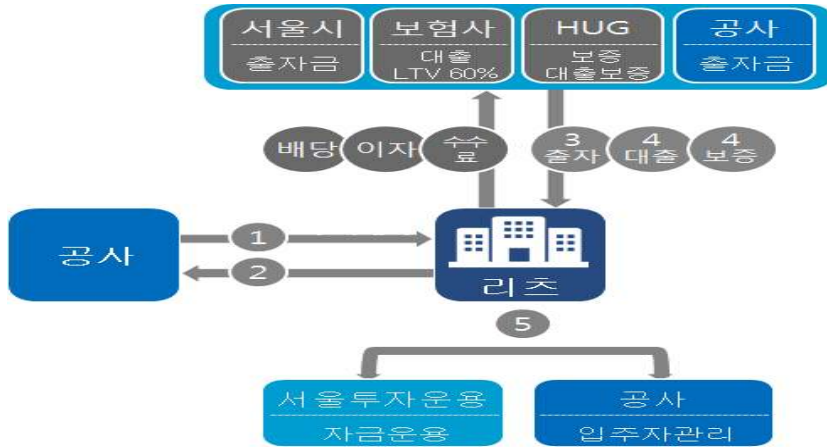 서울시 보험사 HUG 공사
출자금 대출 보증 출자금
LTV 60% 대출보증
배당 이자 수수 3 4 4
료 출자 대출 보증
공사 1
2
리츠
5
서울투자운용 공사
자금운용 입주자관리